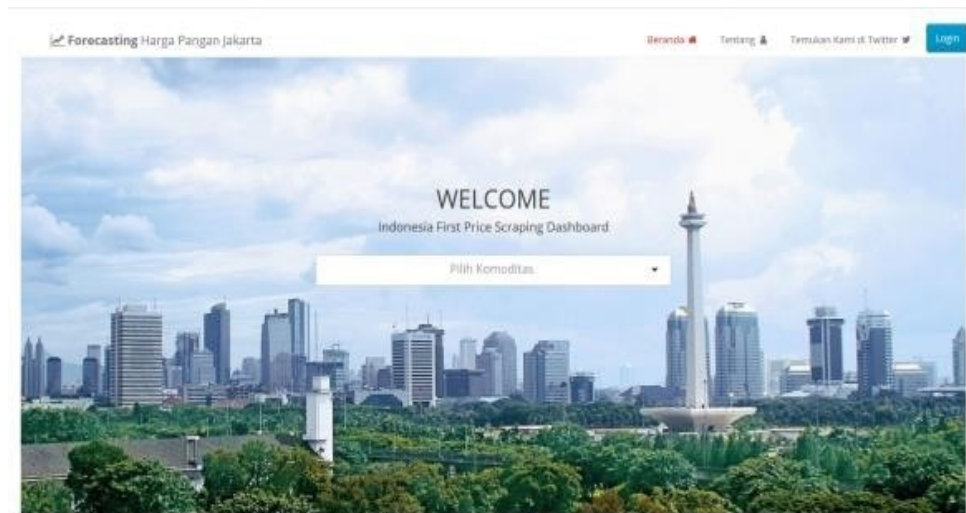 Forecasting Harga Pangan Jakarta
Beranda Tentang Temukan Kami di Twitter Login
WELCOME
Indonesia First Price Scraping Dashboard
Pilih Komoditas